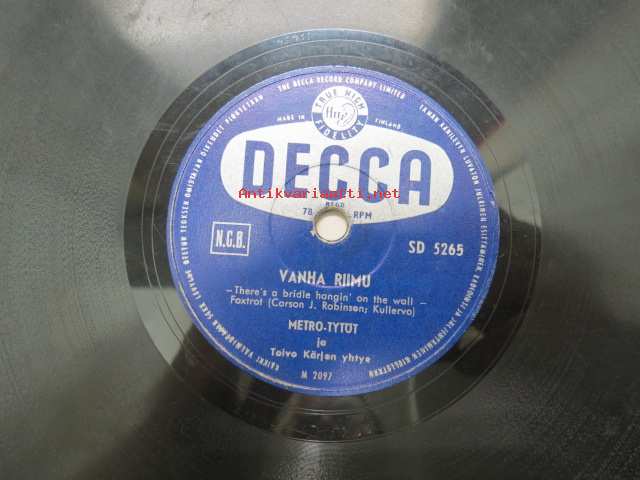 THE DECCA RECORD COMPANY LIMITED
TRUE HIGH
FIDELITY
MADE IN
FINLAND
DECCA
Antikvariaatti.net
REGD
78 RPM
N.C.B.
SD 5265
VANHA RIIMU
– There's a bridle hangin' on the wall –
Foxtrot (Carson J. Robinson; Kullervo)
METRO-TYTÖT
ja
Toivo Kärjen yhtye
M 2097